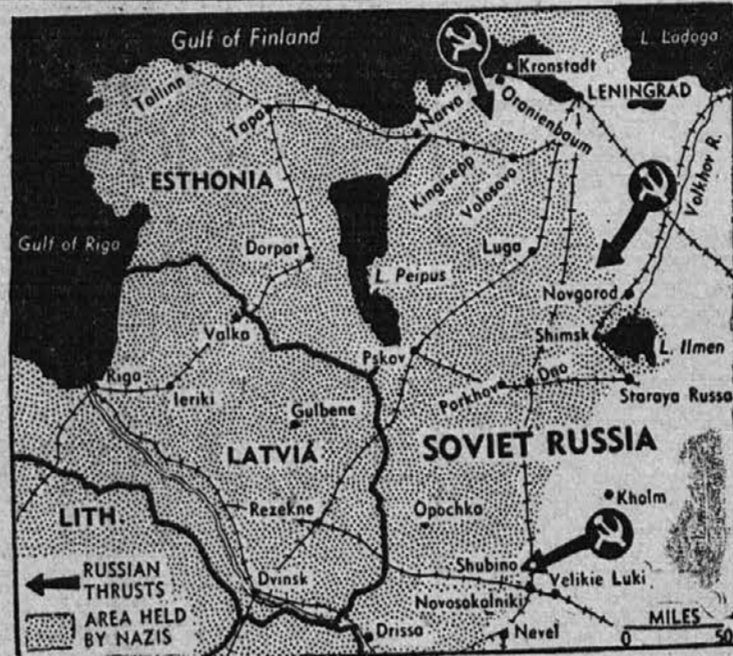 Gulf of Finland
L. Ladoga
Kronstadt
LENINGRAD
Oranienbaum
Tallinn
Tapa
Narva
Kingisepp
Volosovo
Volkhov R.
ESTHONIA
Gulf of Riga
Dorpat
L. Peipus
Luga
Novgorod
Valka
Shimsk
L. Ilmen
Pskov
Riga
Ieriki
Porkhov
Dno
Staraya Russa
Gulbene
SOVIET RUSSIA
LATVIA
Kholm
LITH.
Rezekne
Opochka
Shubino
RUSSIAN
THRUSTS
Dvinsk
Velikie Luki
Novosokolniki
AREA HELD
BY NAZIS
Drissa
Nevel
MILES
0 50